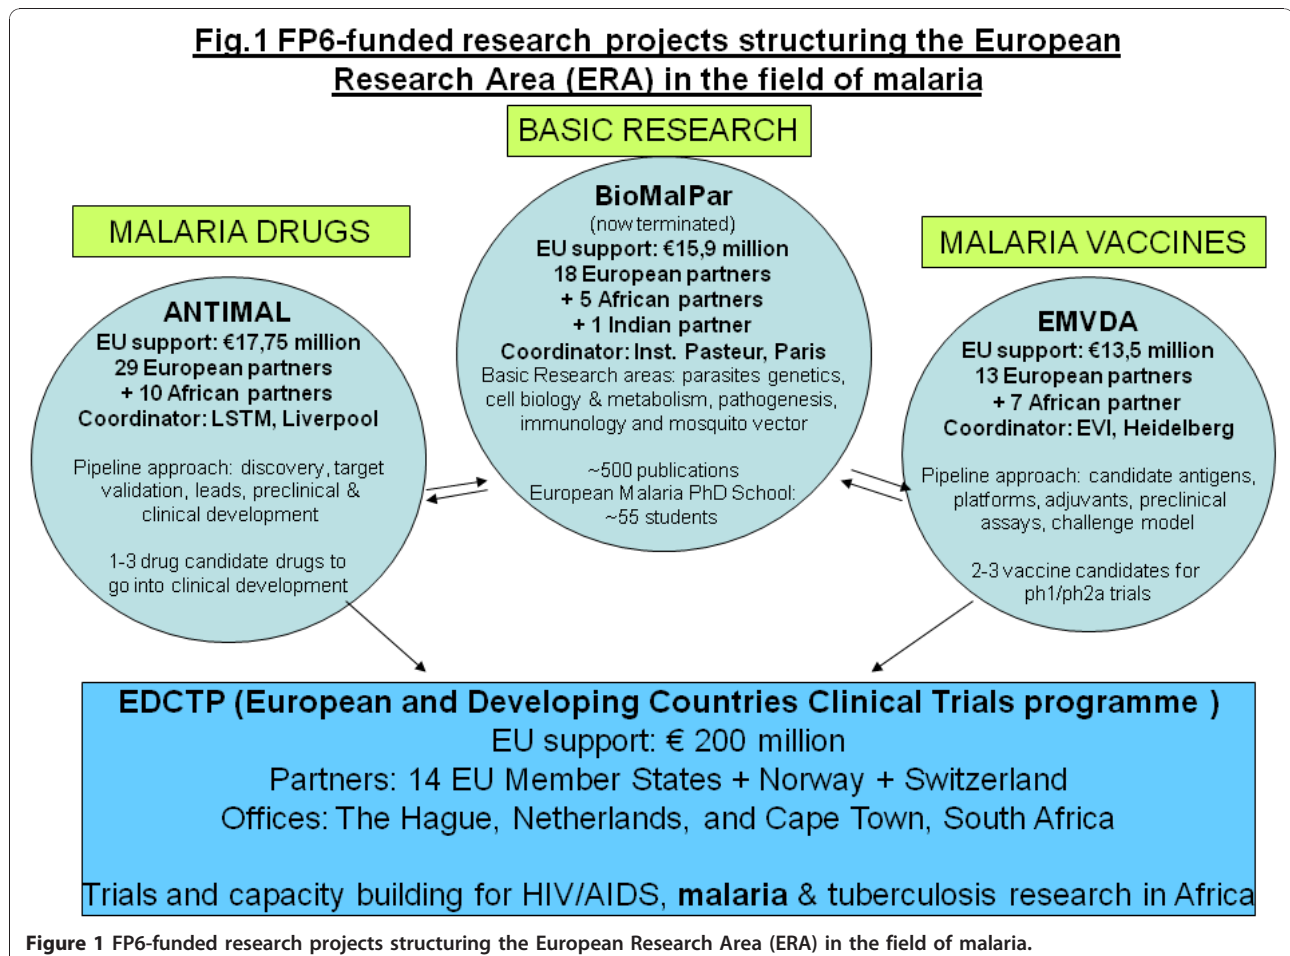 Fig.1 FP6-funded research projects structuring the European
Research Area (ERA) in the field of malaria
BASIC RESEARCH
BioMalPar
(now terminated)
EU support: €15,9 million
18 European partners
+ 5 African partners
+ 1 Indian partner
Coordinator: Inst. Pasteur, Paris
Basic Research areas: parasites genetics,
cell biology & metabolism, pathogenesis,
immunology and mosquito vector
~500 publications
European Malaria PhD School:
~55 students
MALARIA DRUGS
ANTIMAL
EU support: €17,75 million
29 European partners
+ 10 African partners
Coordinator: LSTM, Liverpool
Pipeline approach: discovery, target
validation, leads, preclinical &
clinical development
1-3 drug candidate drugs to
go into clinical development
MALARIA VACCINES
EMVDA
EU support: €13,5 million
13 European partners
+ 7 African partner
Coordinator: EVI, Heidelberg
Pipeline approach: candidate antigens,
platforms, adjuvants, preclinical
assays, challenge model
2-3 vaccine candidates for
ph1/ph2a trials
EDCTP (European and Developing Countries Clinical Trials programme )
EU support: € 200 million
Partners: 14 EU Member States + Norway + Switzerland
Offices: The Hague, Netherlands, and Cape Town, South Africa
Trials and capacity building for HIV/AIDS, malaria & tuberculosis research in Africa
Figure 1 FP6-funded research projects structuring the European Research Area (ERA) in the field of malaria.